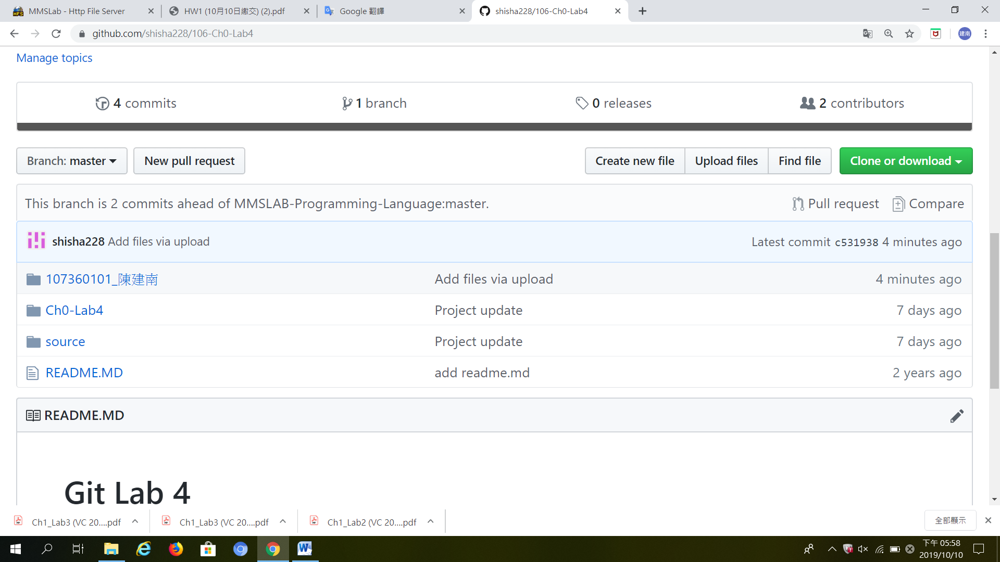 MMSLab - Http File Server
HW1 (10月10日繳交) (2).pdf
Google 翻譯
shisha228/106-Ch0-Lab4
github.com/shisha228/106-Ch0-Lab4
建南
Manage topics
4 commits
1 branch
0 releases
2 contributors
Branch: master
New pull request
Create new file
Upload files
Find file
Clone or download
This branch is 2 commits ahead of MMSLAB-Programming-Language:master.
Pull request
Compare
shisha228 Add files via upload
Latest commit c531938 4 minutes ago
107360101_陳建南
Add files via upload
4 minutes ago
Ch0-Lab4
Project update
7 days ago
source
Project update
7 days ago
README.MD
add readme.md
2 years ago
README.MD
Git Lab 4
Ch1_Lab3 (VC 20....pdf
Ch1_Lab3 (VC 20....pdf
Ch1_Lab2 (VC 20....pdf
全部顯示
下午 05:58
2019/10/10